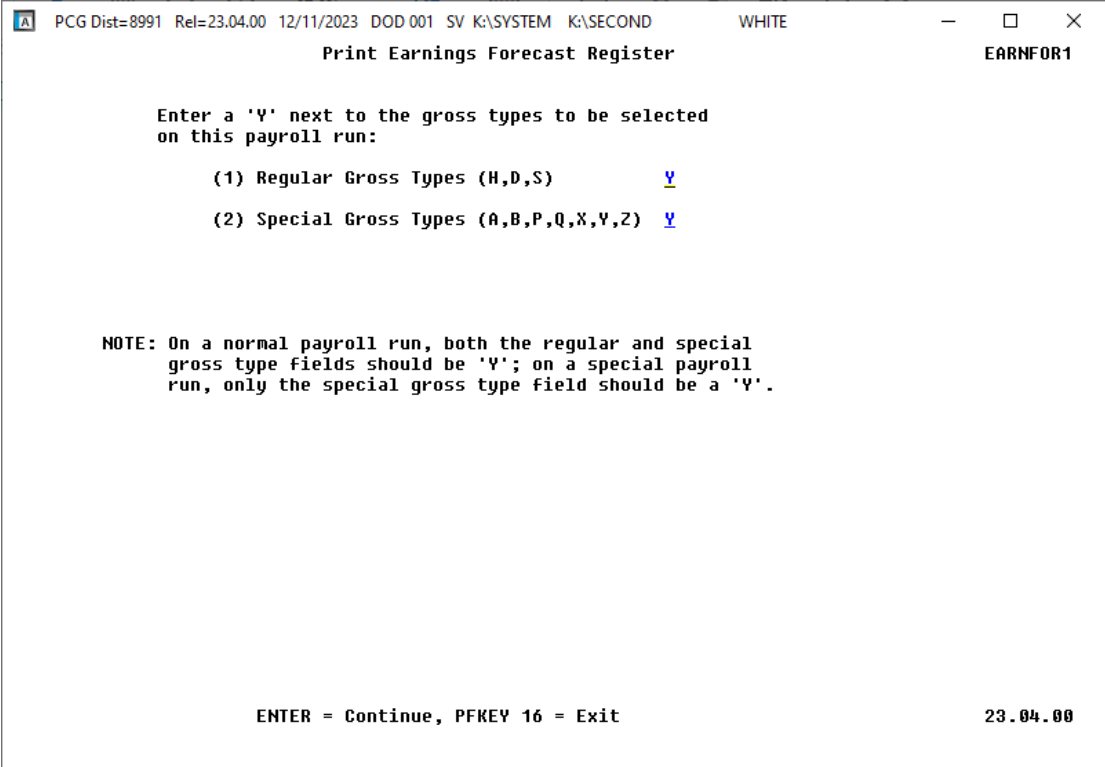 A PCG Dist=8991 Rel=23.04.00 12/11/2023 DOD 001 SV K:\SYSTEM K:\SECOND WHITE
Print Earnings Forecast Register EARNFOR1
Enter a 'Y' next to the gross types to be selected
on this payroll run:
(1) Regular Gross Types (H,D,S) Y
(2) Special Gross Types (A,B,P,Q,X,Y,Z) Y
NOTE: On a normal payroll run, both the regular and special
gross type fields should be 'Y'; on a special payroll
run, only the special gross type field should be a 'Y'.
ENTER = Continue, PFKEY 16 = Exit 23.04.00